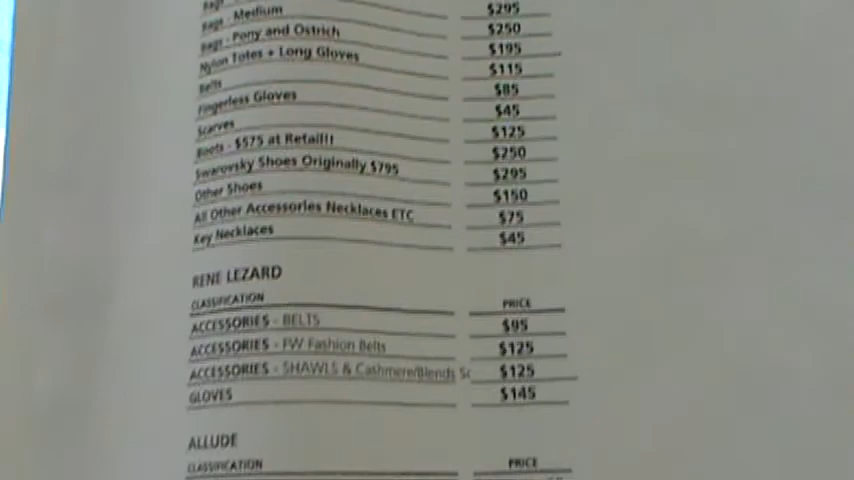 Bags - $295
Bags - Medium $250
Bags - Pony and Ostrich $195
Nylon Totes + Long Gloves $115
Belts $85
Fingerless Gloves $45
Scarves $125
Boots - $575 at Retail!! $250
Swarovsky Shoes Originally $795 $295
Other Shoes $150
All Other Accessories Necklaces ETC $75
Key Necklaces $45
RENE LEZARD
CLASSIFICATION PRICE
ACCESSORIES - BELTS $95
ACCESSORIES - FW Fashion Belts $125
ACCESSORIES - SHAWLS & Cashmere/Blends Sc $125
GLOVES $145
ALLUDE
CLASSIFICATION PRICE